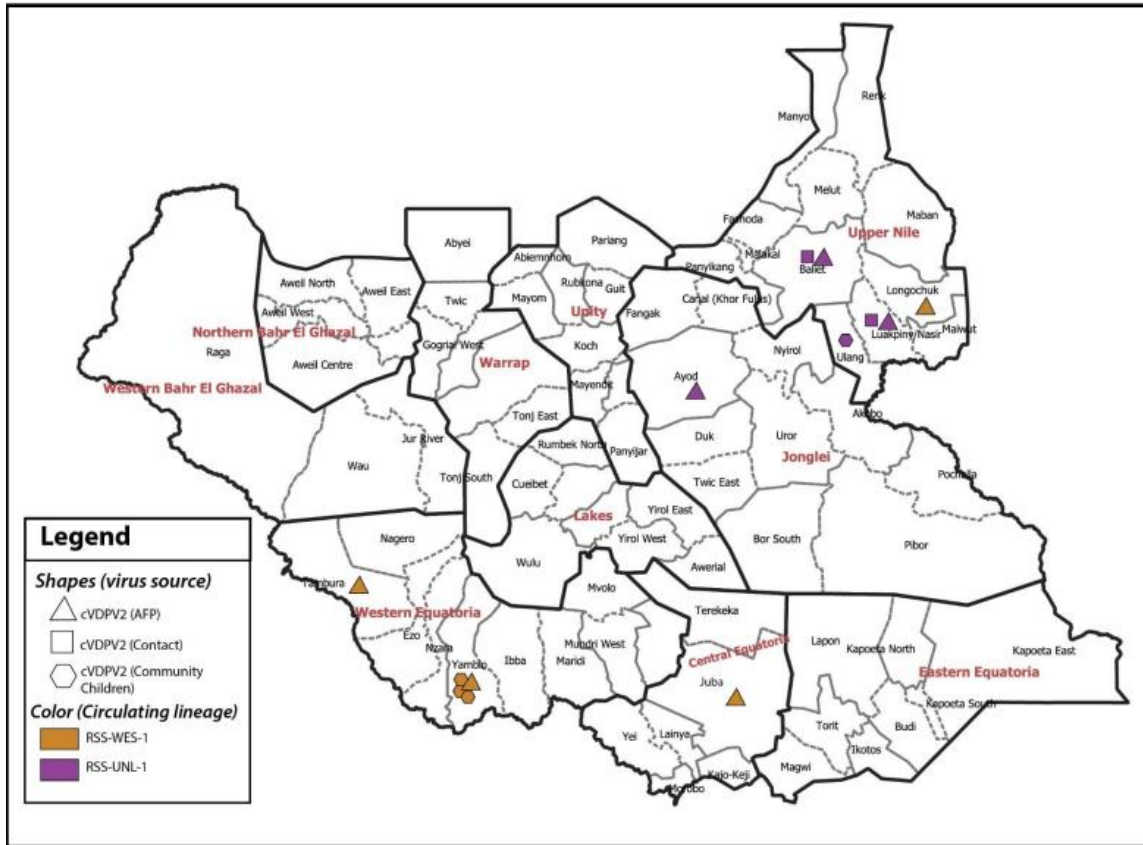 Renk
Manyo
Melut
Fashoda
Maban
Upper Nile
Abyei
Pariang
Malakal
Abiemnhom
Panyikang
Baliet
Aweil North
Rubkona
Longochuk
Aweil East
Guit
Twic
Mayom
Canal (Khor Fulus)
Aweil West
Unity
Fangak
Northern Bahr El Ghazal
Luakpiny/Nasir
Maiwut
Gogrial West
Koch
Nyirol
Raga
Ulang
Aweil Centre
Warrap
Ayod
Western Bahr El Ghazal
Mayendit
Tonj East
Akobo
Jur River
Rumbek North
Duk
Uror
Panyijar
Jonglei
Wau
Tonj South
Pochalla
Cueibet
Twic East
Lakes
Yirol East
Yirol West
Bor South
Nagero
Pibor
Wulu
Awerial
Tambura
Mvolo
Western Equatoria
Terekeka
Ezo
Lapon
Nzara
Mundri West
Kapoeta North
Central Equatoria
Kapoeta East
Ibba
Maridi
Yambio
Eastern Equatoria
Juba
Kapoeta South
Torit
Budi
Yei
Lainya
Ikotos
Magwi
Kajo-Keji
Morobo
Legend
Shapes (virus source)
cVDPV2 (AFP)
cVDPV2 (Contact)
cVDPV2 (Community
Children)
Color (Circulating lineage)
RSS-WES-1
RSS-UNL-1